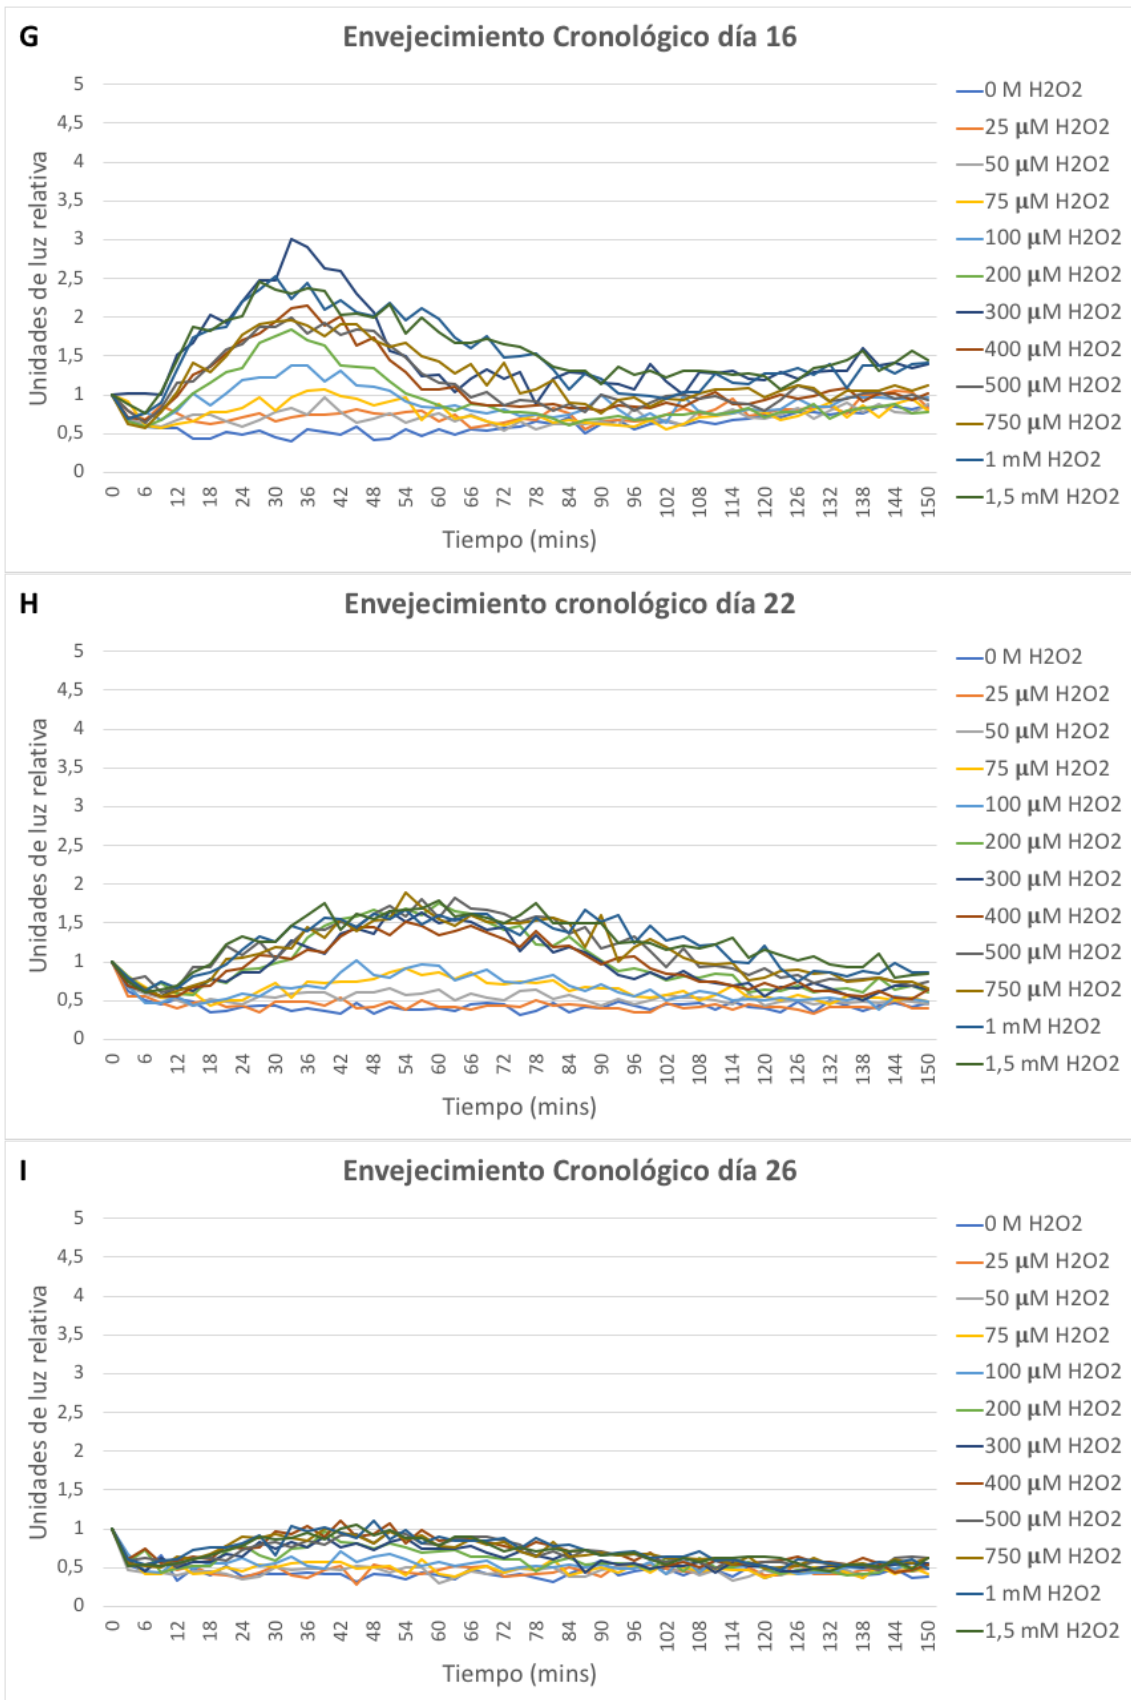 G
Envejecimiento Cronológico día 16
Unidades de luz relativa
5
4,5
4
3,5
3
2,5
2
1,5
1
0,5
0
0 6 12 18 24 30 36 42 48 54 60 66 72 78 84 90 96 102 108 114 120 126 132 138 144 150
Tiempo (mins)
0 M H2O2
25 μM H2O2
50 μM H2O2
75 μM H2O2
100 μM H2O2
200 μM H2O2
300 μM H2O2
400 μM H2O2
500 μM H2O2
750 μM H2O2
1 mM H2O2
1,5 mM H2O2
H
Envejecimiento cronológico día 22
Unidades de luz relativa
5
4,5
4
3,5
3
2,5
2
1,5
1
0,5
0
0 6 12 18 24 30 36 42 48 54 60 66 72 78 84 90 96 102 108 114 120 126 132 138 144 150
Tiempo (mins)
0 M H2O2
25 μM H2O2
50 μM H2O2
75 μM H2O2
100 μM H2O2
200 μM H2O2
300 μM H2O2
400 μM H2O2
500 μM H2O2
750 μM H2O2
1 mM H2O2
1,5 mM H2O2
I
Envejecimiento Cronológico día 26
Unidades de luz relativa
5
4,5
4
3,5
3
2,5
2
1,5
1
0,5
0
0 6 12 18 24 30 36 42 48 54 60 66 72 78 84 90 96 102 108 114 120 126 132 138 144 150
Tiempo (mins)
0 M H2O2
25 μM H2O2
50 μM H2O2
75 μM H2O2
100 μM H2O2
200 μM H2O2
300 μM H2O2
400 μM H2O2
500 μM H2O2
750 μM H2O2
1 mM H2O2
1,5 mM H2O2